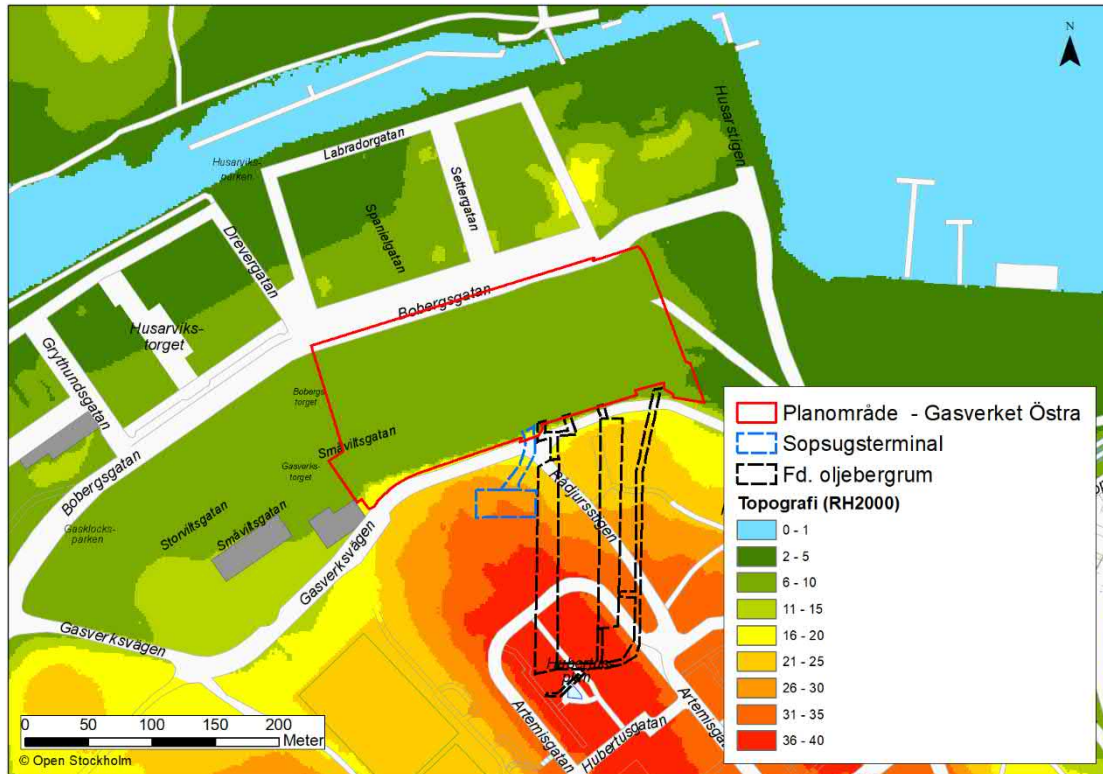 N
Husarstigen
Labradorgatan
Husarviks-
parken
Settergatan
Spanielgatan
Drevergatan
Husarviks-
torget
Grythundsgatan
Bobergsgatan
Bobergs
torget
Småviltsgatan
Gasverks-
torget
Bobergsgatan
Gasklocks-
parken
Storviltsgatan
Småviltsgatan
Gasverksvägen
Gasverksvägen
Rådjursstigen
Artemisgatan
Artemisgatan
Hubertusgatan
Planområde - Gasverket Östra
Sopsugsterminal
Fd. oljebergrum
Topografi (RH2000)
0 - 1
2 - 5
6 - 10
11 - 15
16 - 20
21 - 25
26 - 30
31 - 35
36 - 40
0 50 100 150 200
Meter
© Open Stockholm